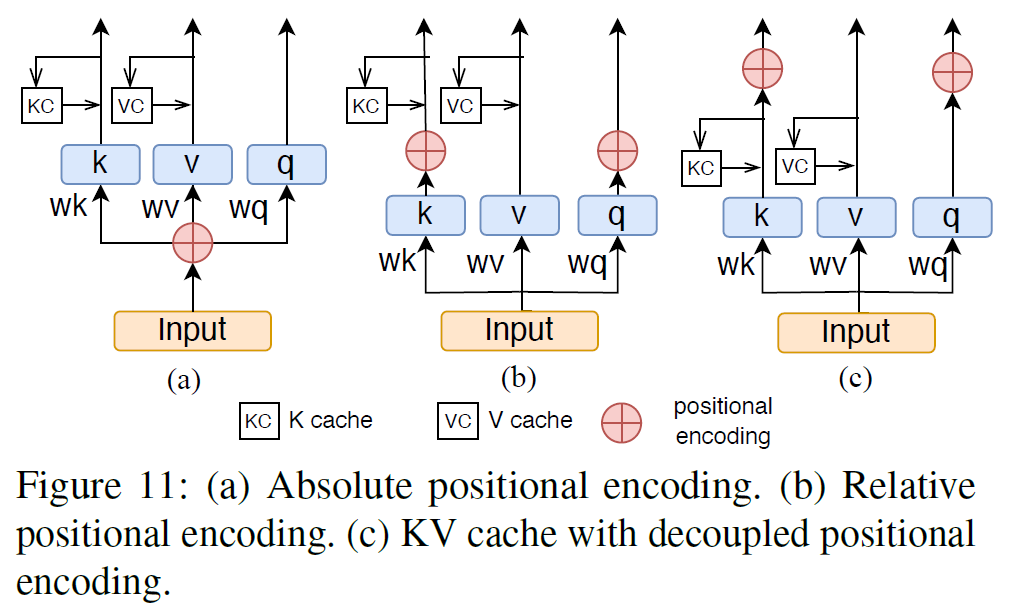 KC
VC
k
v
q
wk
wv
wq
Input
(a)
KC
VC
k
v
q
wk
wv
wq
Input
(b)
KC
VC
k
v
q
wk
wv
wq
Input
(c)
KC K cache
VC V cache
positional
encoding
Figure 11: (a) Absolute positional encoding. (b) Relative
positional encoding. (c) KV cache with decoupled positional
encoding.